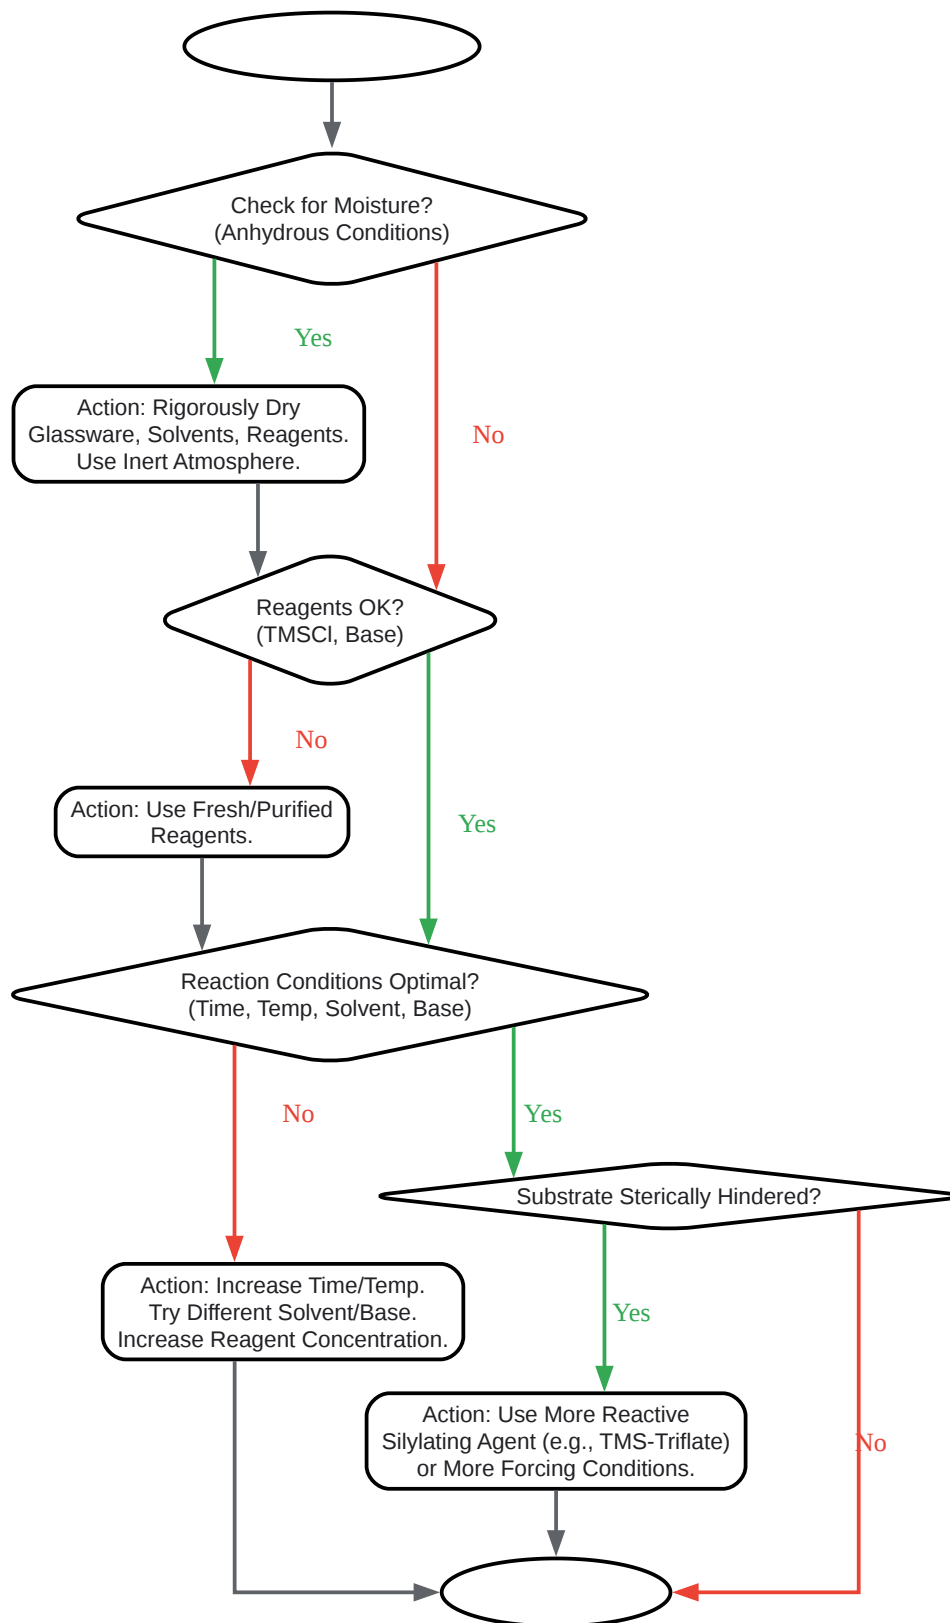 Check for Moisture?
(Anhydrous Conditions)
Yes
No
Action: Rigorously Dry
Glassware, Solvents, Reagents.
Use Inert Atmosphere.
Reagents OK?
(TMSCl, Base)
No
Yes
Action: Use Fresh/Purified
Reagents.
Reaction Conditions Optimal?
(Time, Temp, Solvent, Base)
No
Yes
Substrate Sterically Hindered?
Action: Increase Time/Temp.
Try Different Solvent/Base.
Increase Reagent Concentration.
Yes
No
Action: Use More Reactive
Silylating Agent (e.g., TMS-Triflate)
or More Forcing Conditions.